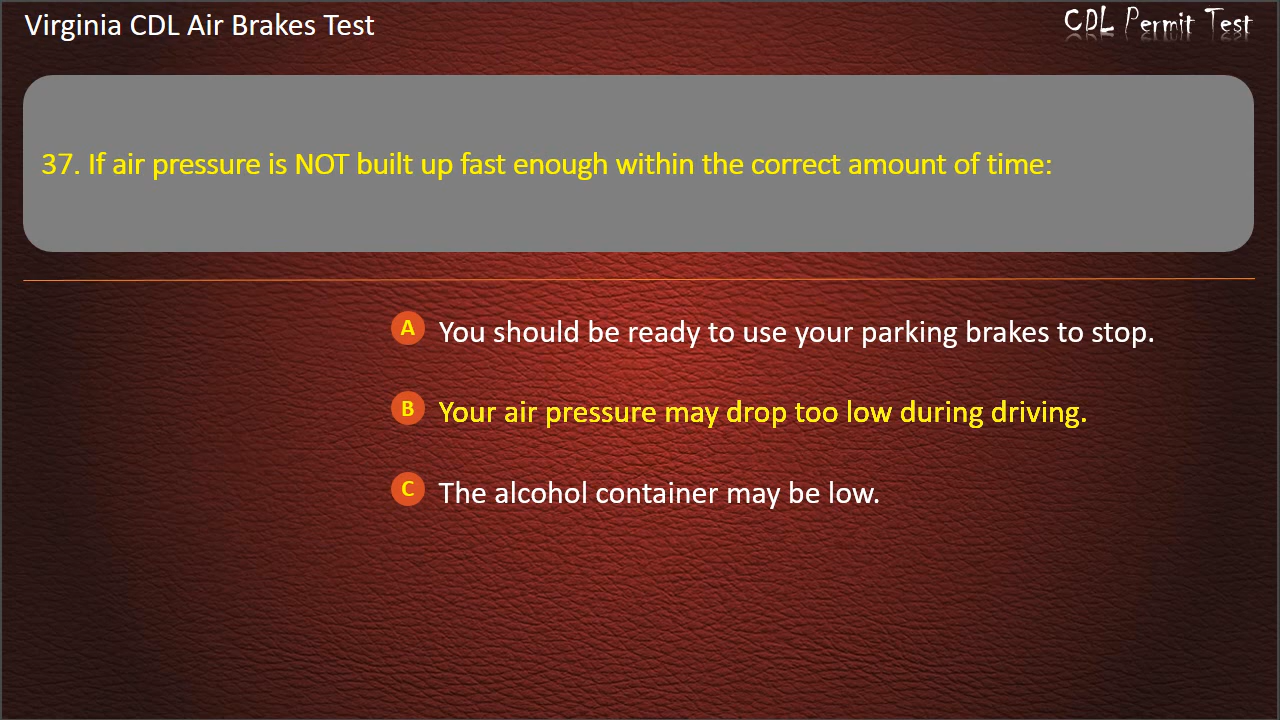 Virginia CDL Air Brakes Test
CDL Permit Test
37. If air pressure is NOT built up fast enough within the correct amount of time:
A You should be ready to use your parking brakes to stop.
B Your air pressure may drop too low during driving.
C The alcohol container may be low.